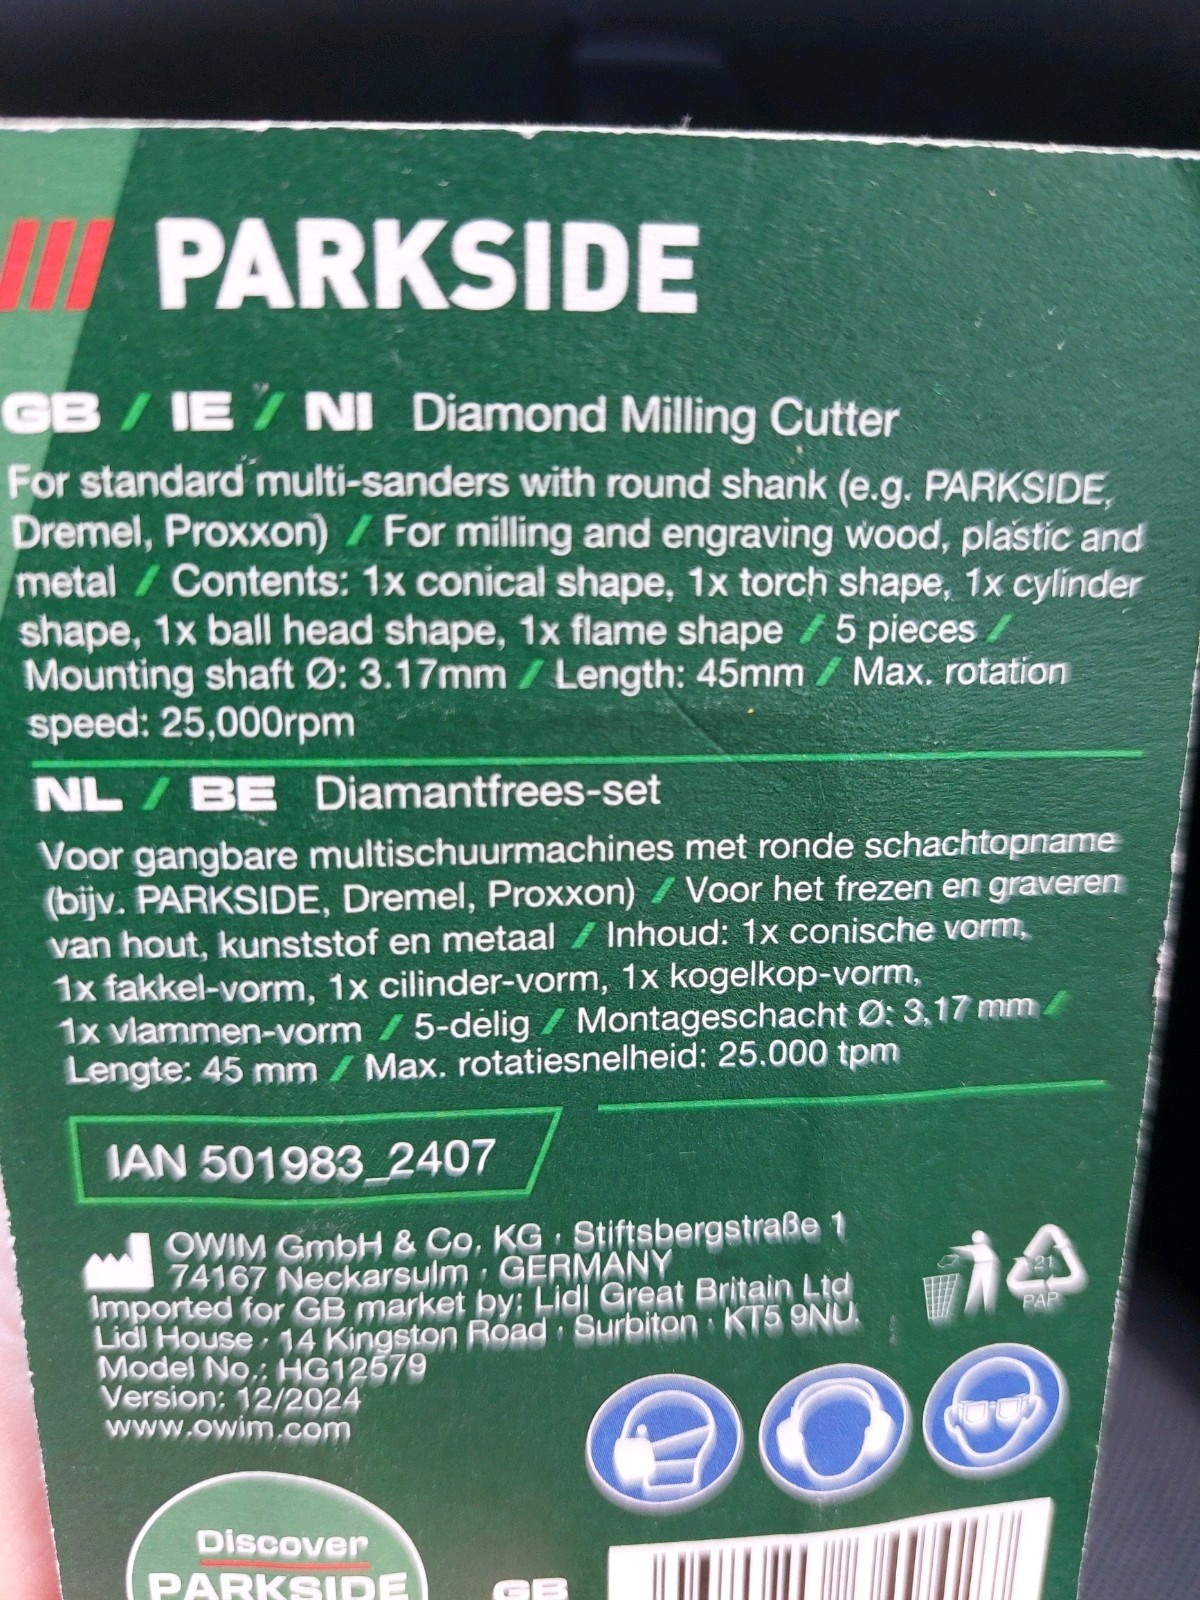 PARKSIDE
GB / IE / NI Diamond Milling Cutter
For standard multi-sanders with round shank (e.g. PARKSIDE,
Dremel, Proxxon) / For milling and engraving wood, plastic and
metal / Contents: 1x conical shape, 1x torch shape, 1x cylinder
shape, 1x ball head shape, 1x flame shape / 5 pieces /
Mounting shaft Ø: 3.17mm / Length: 45mm / Max. rotation
speed: 25,000rpm
NL / BE Diamantfrees-set
Voor gangbare multischuurmachines met ronde schachtopname
(bijv. PARKSIDE, Dremel, Proxxon) / Voor het frezen en graveren
van hout, kunststof en metaal / Inhoud: 1x conische vorm,
1x fakkel-vorm, 1x cilinder-vorm, 1x kogelkop-vorm,
1x vlammen-vorm / 5-delig / Montageschacht Ø: 3,17 mm /
Lengte: 45 mm / Max. rotatiesnelheid: 25.000 tpm
IAN 501983_2407
OWIM GmbH & Co. KG · Stiftsbergstraße 1
74167 Neckarsulm · GERMANY
Imported for GB market by: Lidl Great Britain Ltd
Lidl House · 14 Kingston Road · Surbiton · KT5 9NU.
Model No.: HG12579
Version: 12/2024
www.owim.com
21
PAP
Discover
PARKSIDE
GB